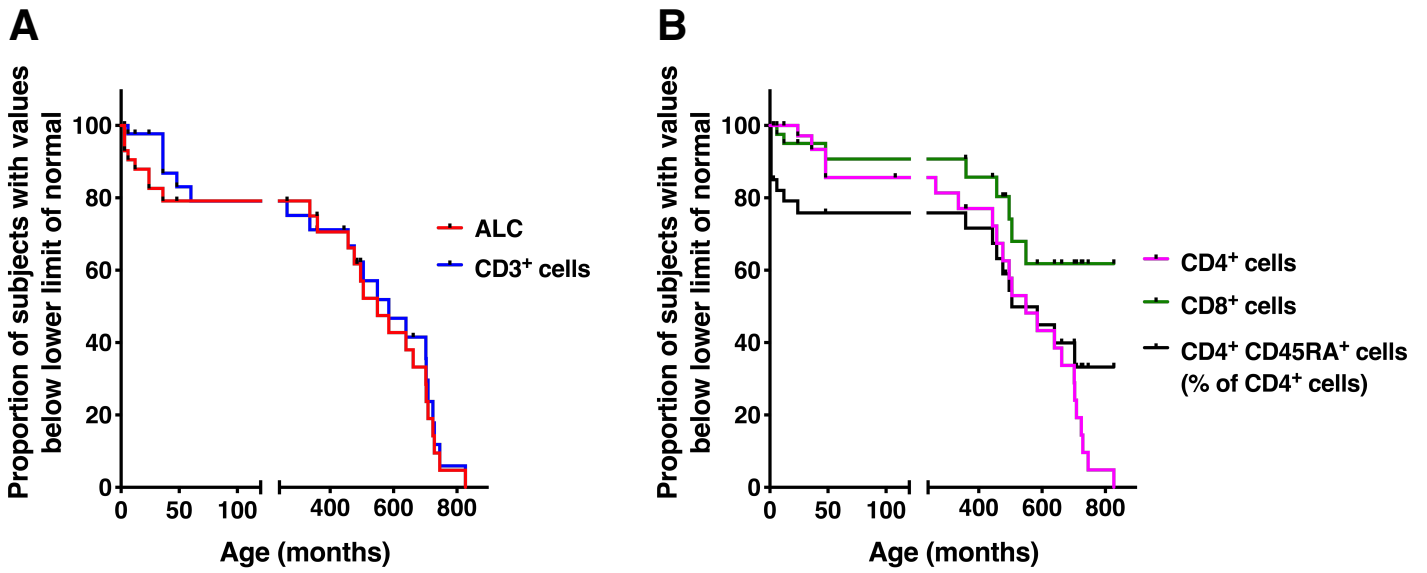 A
Proportion of subjects with values
below lower limit of normal
100
80
60
40
20
0
0 50 100 400 600 800
Age (months)
ALC
CD3⁺ cells
B
Proportion of subjects with values
below lower limit of normal
100
80
60
40
20
0
0 50 100 400 600 800
Age (months)
CD4⁺ cells
CD8⁺ cells
CD4⁺ CD45RA⁺ cells
(% of CD4⁺ cells)